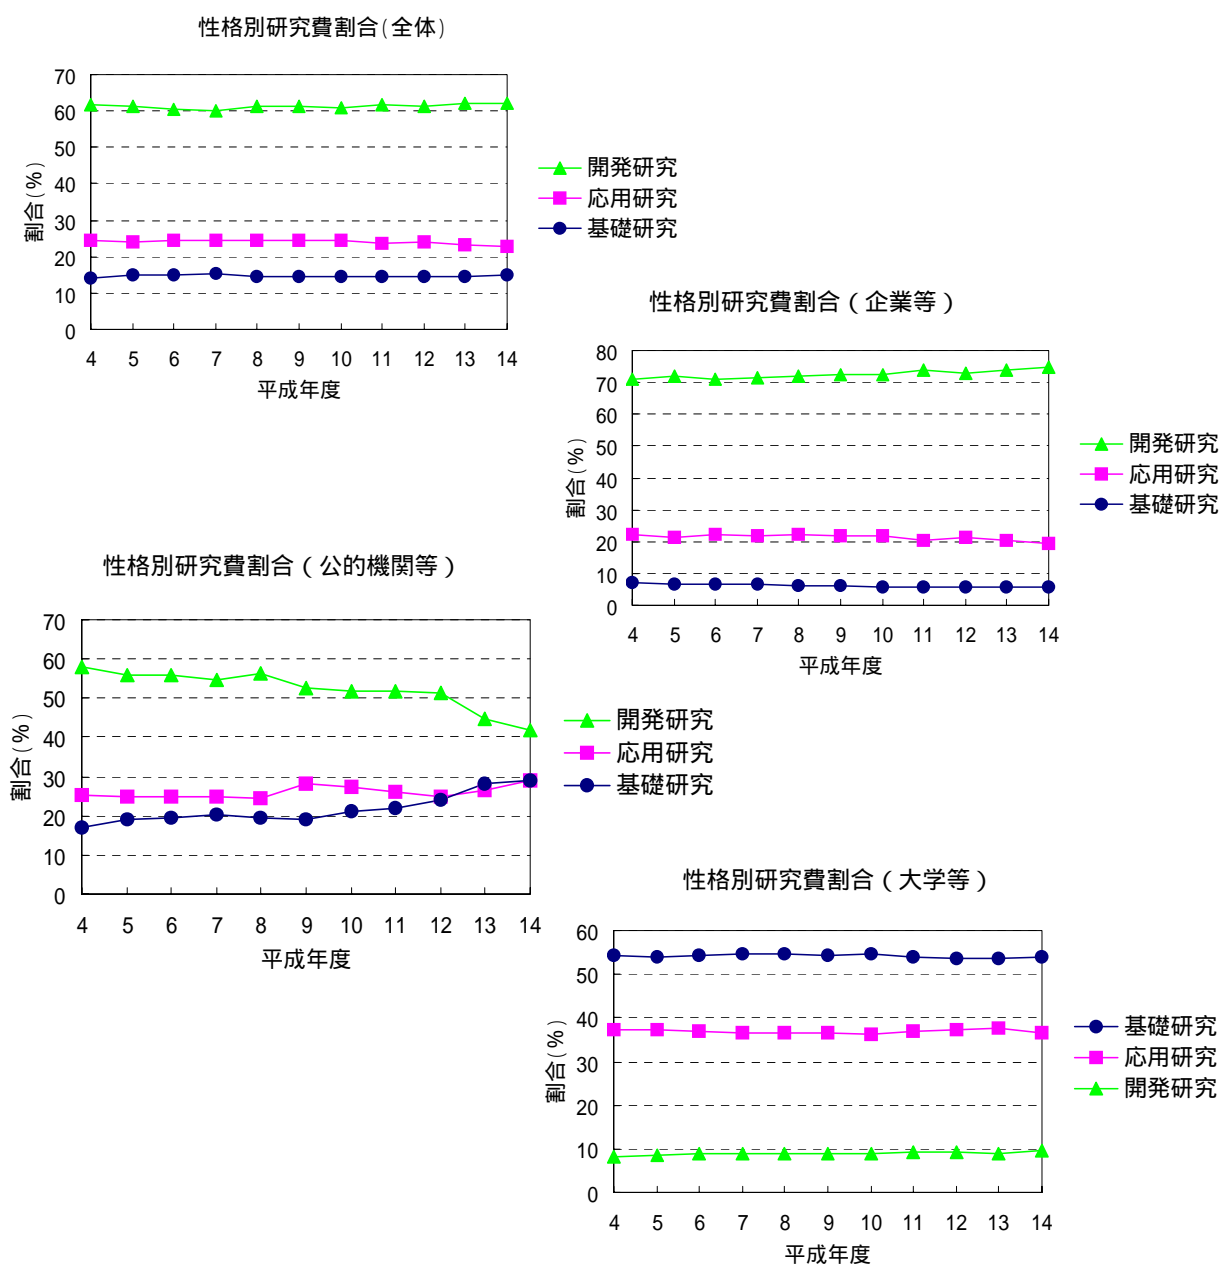 性格別研究費割合(全体)
70
60
50
40
30
20
10
0
割合(%)
4 5 6 7 8 9 10 11 12 13 14
平成年度
開発研究
応用研究
基礎研究
性格別研究費割合(企業等)
80
70
60
50
40
30
20
10
0
割合(%)
4 5 6 7 8 9 10 11 12 13 14
平成年度
開発研究
応用研究
基礎研究
性格別研究費割合(公的機関等)
70
60
50
40
30
20
10
0
割合(%)
4 5 6 7 8 9 10 11 12 13 14
平成年度
開発研究
応用研究
基礎研究
性格別研究費割合(大学等)
60
50
40
30
20
10
0
割合(%)
4 5 6 7 8 9 10 11 12 13 14
平成年度
基礎研究
応用研究
開発研究